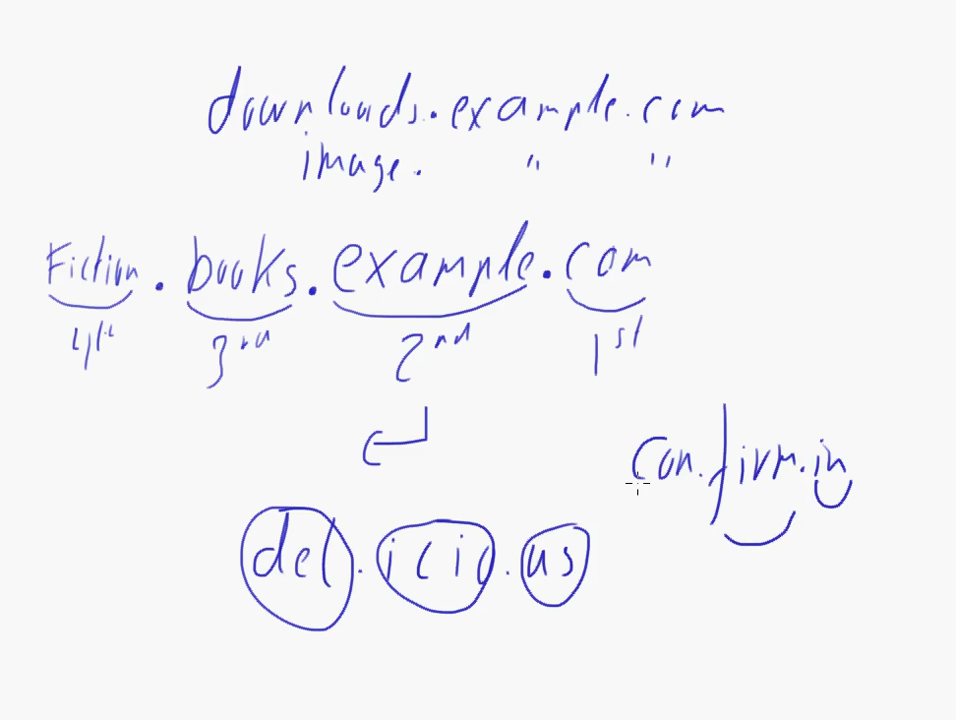 downloads.example.com
image. " "
Fiction.books.example.com
4th 3rd 2nd 1st
con.firm.in
del.icio.us